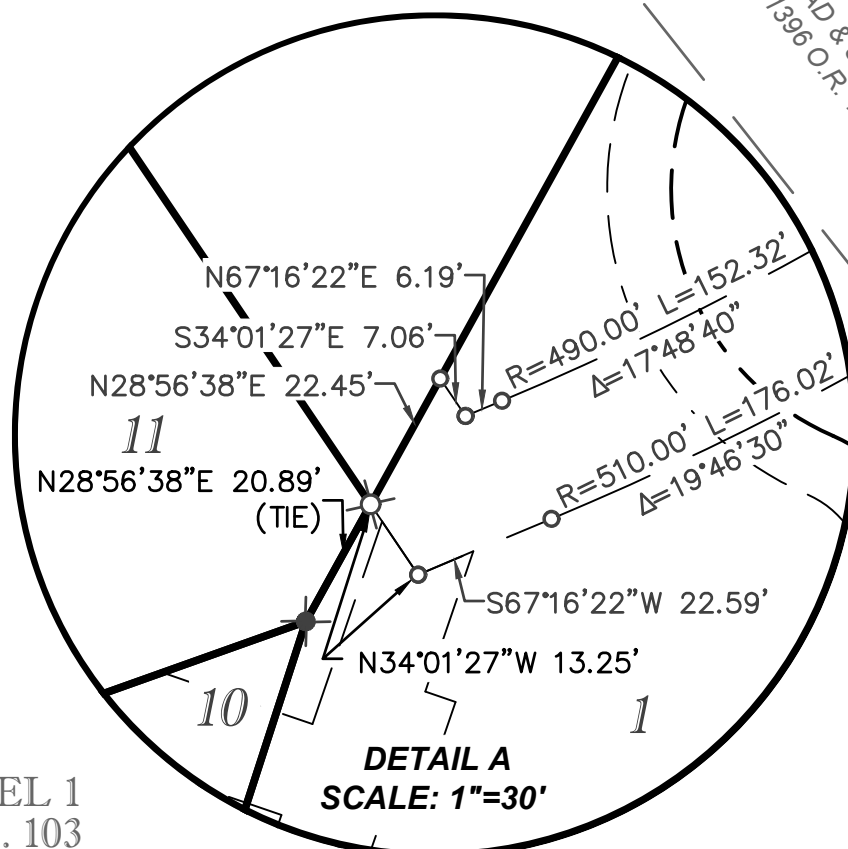 AD &
1396 O.R.
N67°16'22"E 6.19'
S34°01'27"E 7.06'
N28°56'38"E 22.45'
R=490.00' L=152.32'
Δ=17°48'40"
11
N28°56'38"E 20.89'
(TIE)
R=510.00' L=176.02'
Δ=19°46'30"
S67°16'22"W 22.59'
N34°01'27"W 13.25'
10
1
DETAIL A
SCALE: 1"=30'
EL 1
. 103